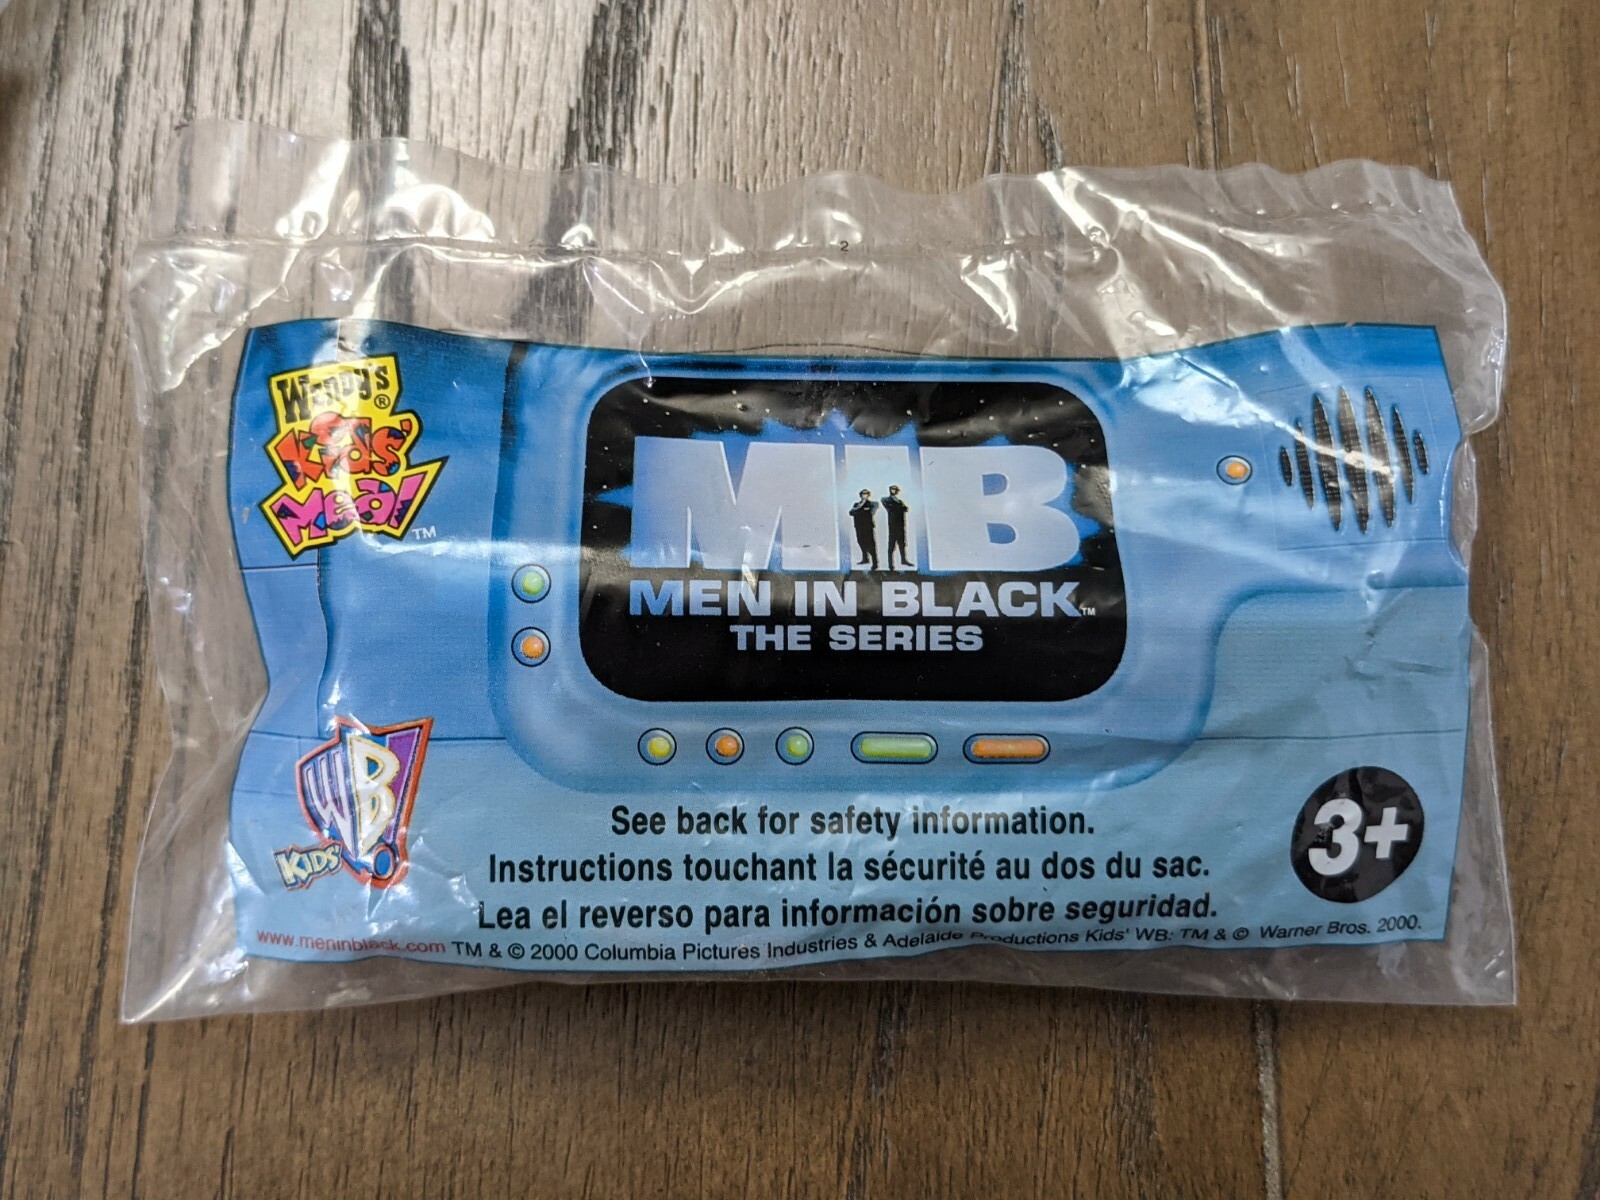 2
Wendy's®
Kids'
Meal
TM
MIB
MEN IN BLACK TM
THE SERIES
WB!
KIDS'
3+
See back for safety information.
Instructions touchant la sécurité au dos du sac.
Lea el reverso para información sobre seguridad.
www.meninblack.com TM & © 2000 Columbia Pictures Industries & Adelaide Productions Kids' WB: TM & © Warner Bros. 2000.